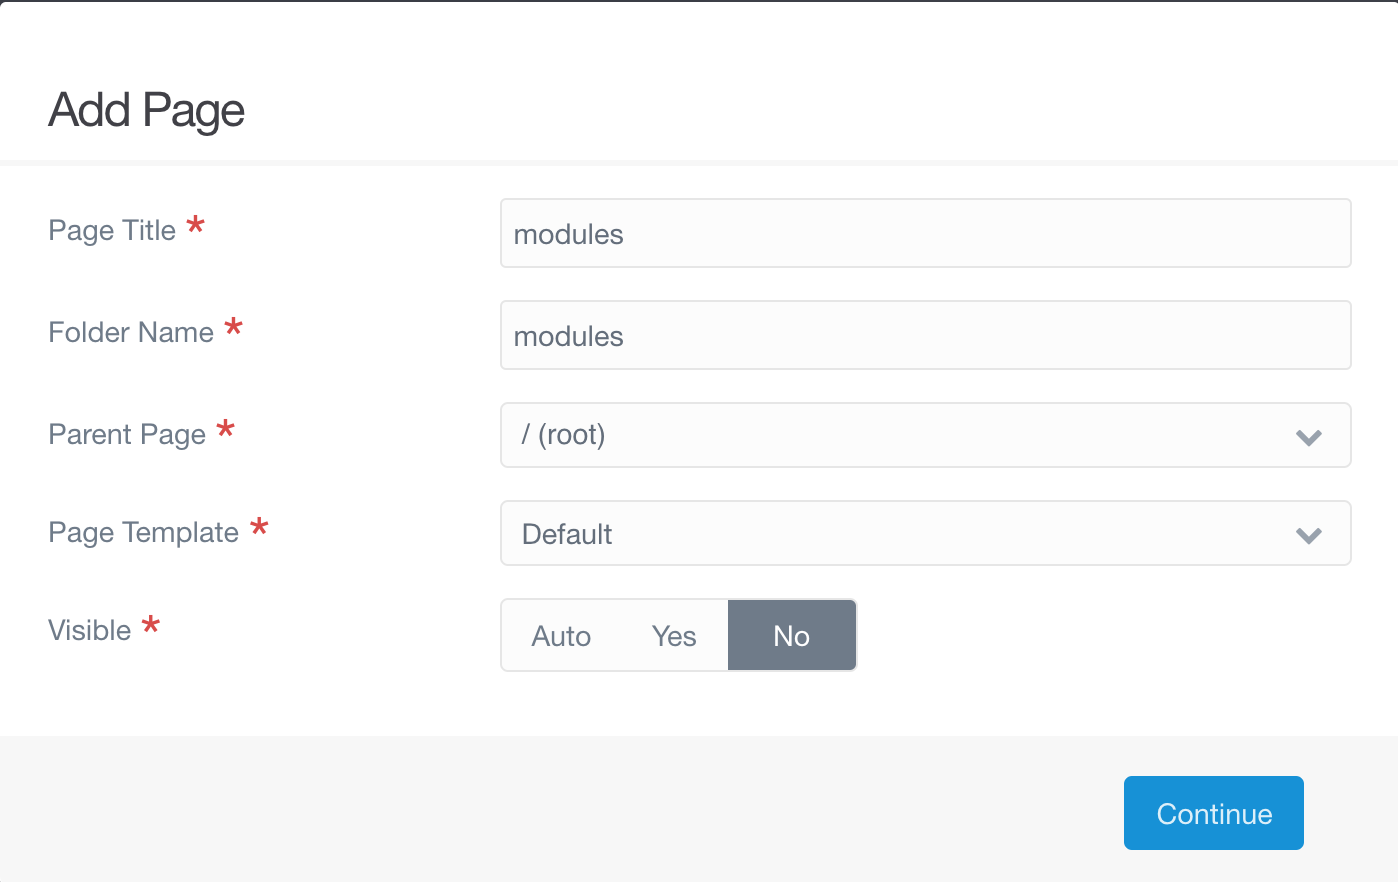 Add Page
Page Title *
modules
Folder Name *
modules
Parent Page *
/ (root)
Page Template *
Default
Visible *
Auto Yes No
Continue